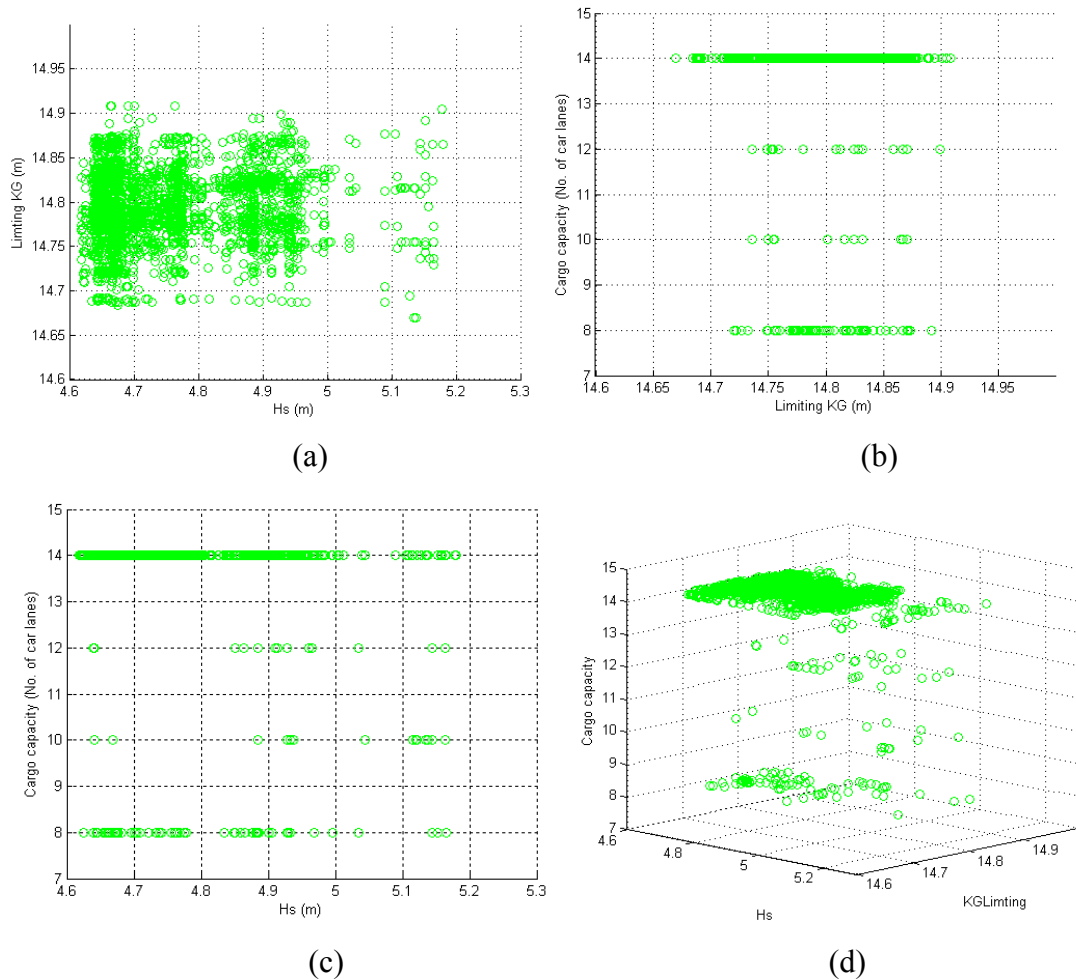 14.95
14.9
14.85
14.8
14.75
14.7
14.65
14.6
4.6 4.7 4.8 4.9 5 5.1 5.2 5.3
Hs (m)
Limting KG (m)
(a)
15
14
13
12
11
10
9
8
7
14.6 14.65 14.7 14.75 14.8 14.85 14.9 14.95
Limiting KG (m)
Cargo capacity (No. of car lanes)
(b)
15
14
13
12
11
10
9
8
7
4.6 4.7 4.8 4.9 5 5.1 5.2 5.3
Hs (m)
Cargo capacity (No. of car lanes)
(c)
15
14
13
12
11
10
9
8
7
4.6
4.8
5
5.2
14.6
14.7
14.8
14.9
Cargo capacity
Hs
KGLimting
(d)